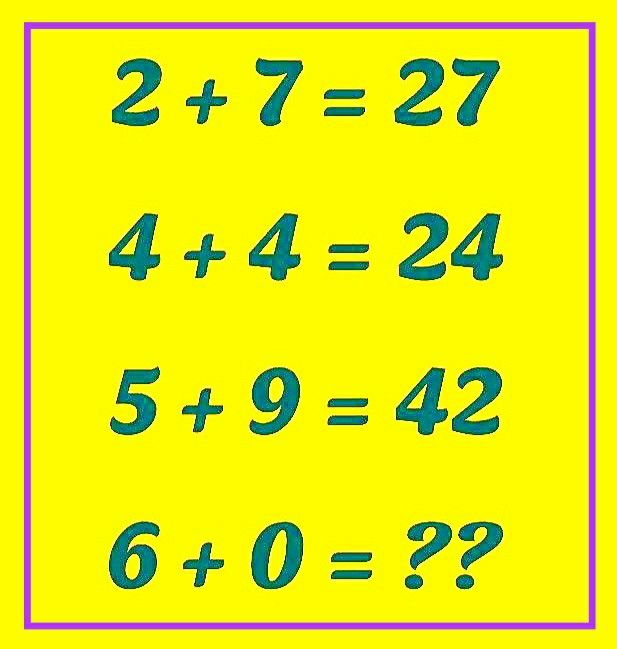 2 + 7 = 27
4 + 4 = 24
5 + 9 = 42
6 + 0 = ??